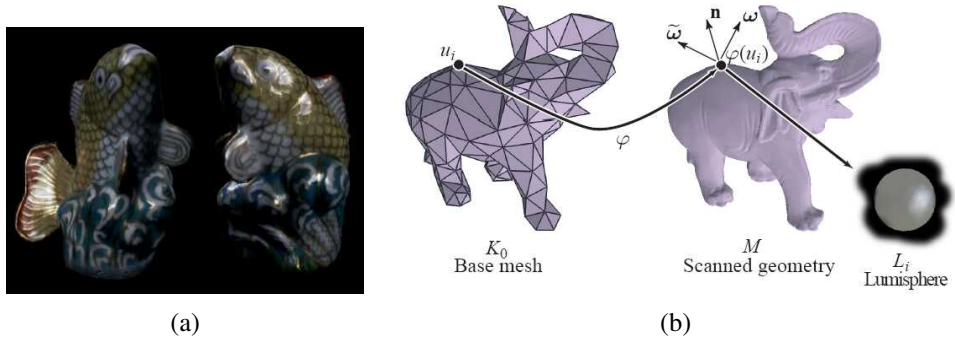 n
ω
ω̃
u_i
φ(u_i)
φ
K_0
Base mesh
M
Scanned geometry
L_i
Lumisphere
(a)
(b)